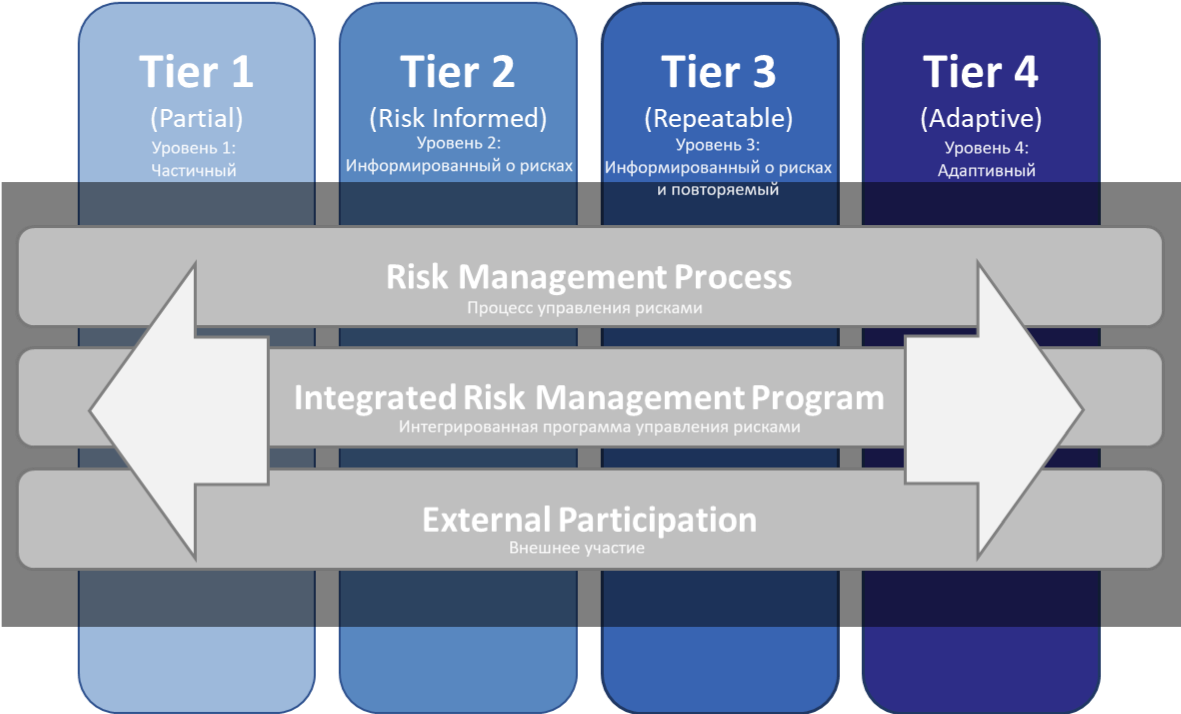 Tier 1
(Partial)
Уровень 1:
Частичный
Tier 2
(Risk Informed)
Уровень 2:
Информированный о рисках
Tier 3
(Repeatable)
Уровень 3:
Информированный о рисках
и повторяемый
Tier 4
(Adaptive)
Уровень 4:
Адаптивный
Risk Management Process
Процесс управления рисками
Integrated Risk Management Program
Интегрированная программа управления рисками
External Participation
Внешнее участие